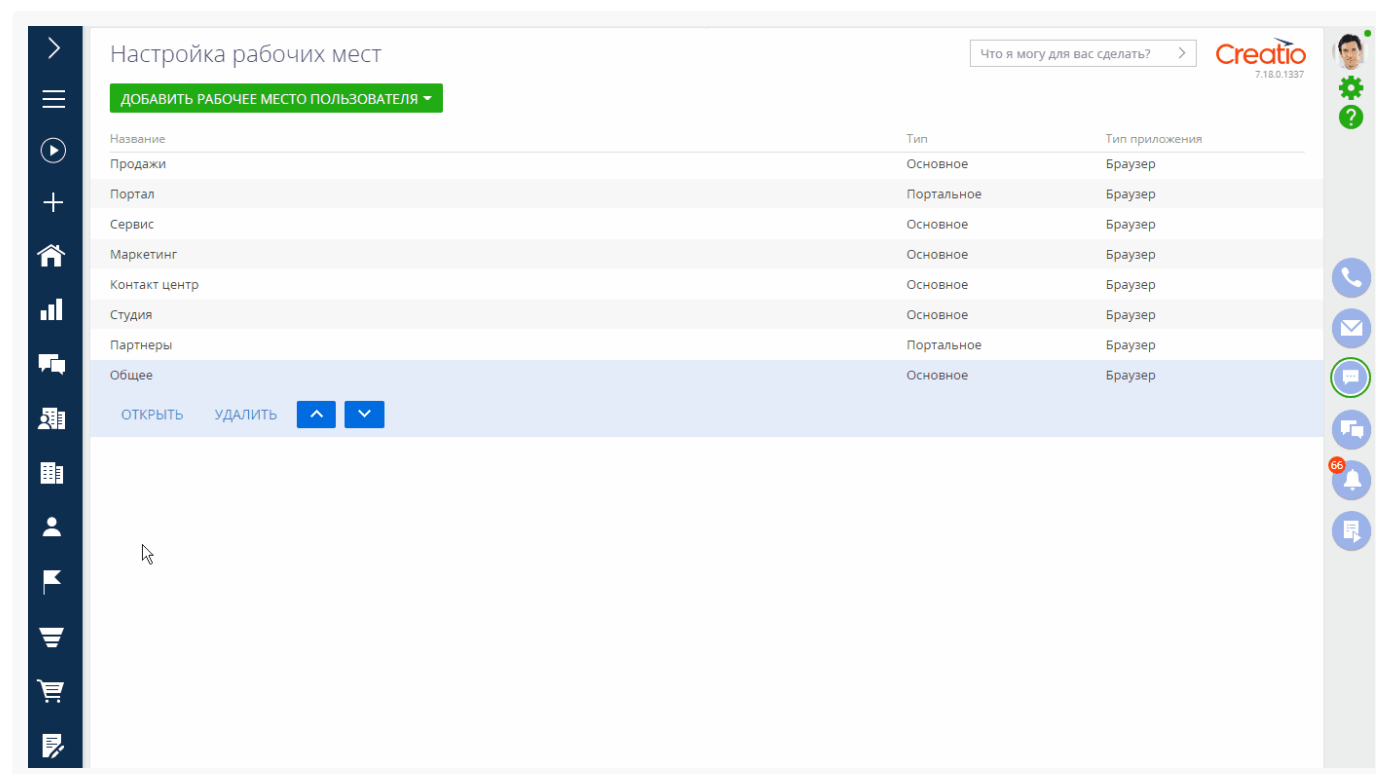 Настройка рабочих мест
Что я могу для вас сделать?
Creatio
7.18.0.1337
ДОБАВИТЬ РАБОЧЕЕ МЕСТО ПОЛЬЗОВАТЕЛЯ
Название Тип Тип приложения
Продажи Основное Браузер
Портал Портальное Браузер
Сервис Основное Браузер
Маркетинг Основное Браузер
Контакт центр Основное Браузер
Студия Основное Браузер
Партнеры Портальное Браузер
Общее Основное Браузер
ОТКРЫТЬ УДАЛИТЬ
66